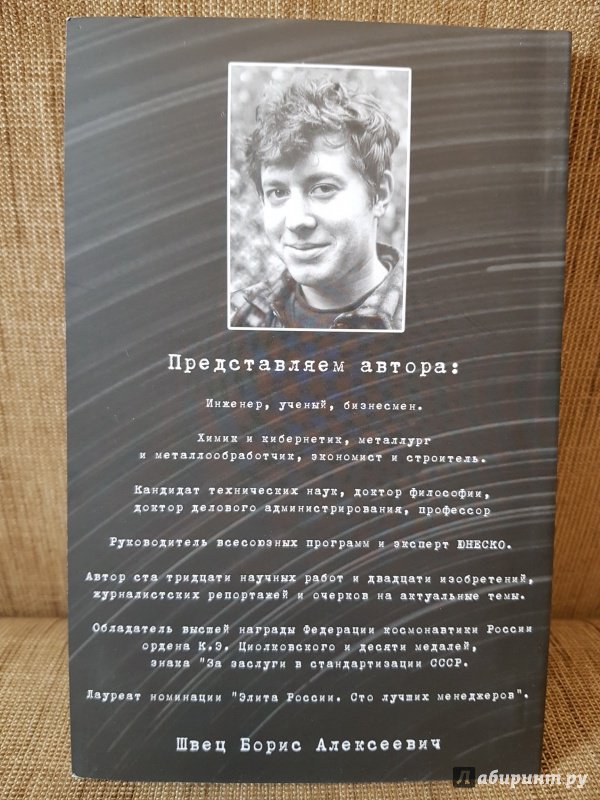 Представляем автора:
Инженер, ученый, бизнесмен.
Химик и кибернетик, металлург
и металлообработчик, экономист и строитель.
Кандидат технических наук, доктор философии,
доктор делового администрирования, профессор
Руководитель всесоюзных программ и эксперт ЮНЕСКО.
Автор ста тридцати научных работ и двадцати изобретений,
журналистских репортажей и очерков на актуальные темы.
Обладатель высшей награды Федерации космонавтики России
ордена К.Э. Циолковского и десяти медалей,
знака "За заслуги в стандартизации СССР.
Лауреат номинации "Элита России. Сто лучших менеджеров".
Швец Борис Алексеевич
Лабиринт.ру